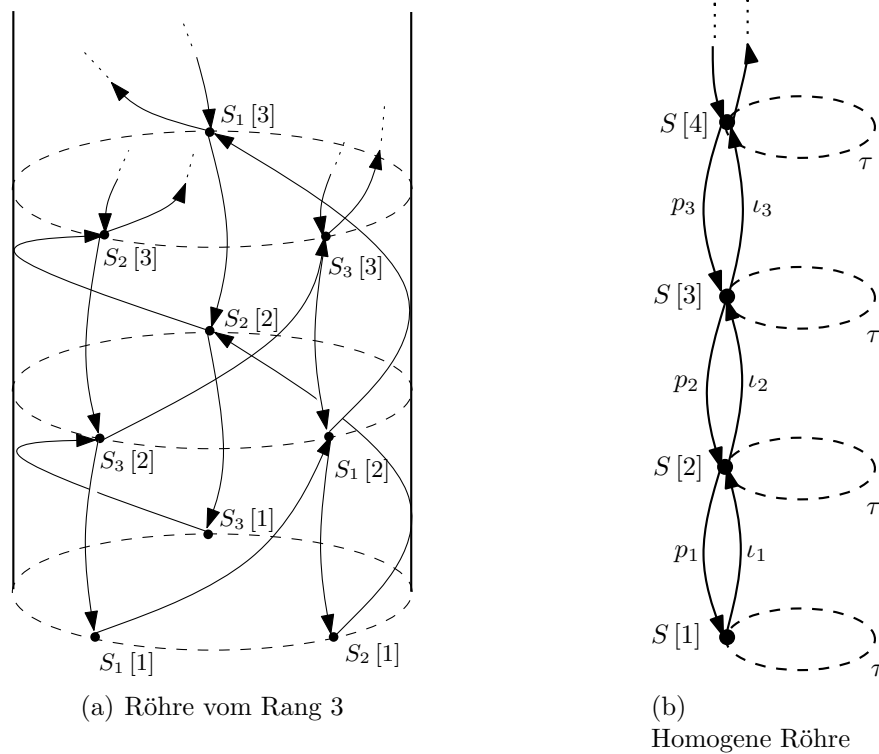 S₁ [3]
S₂ [3]
S₃ [3]
S₂ [2]
S₃ [2]
S₁ [2]
S₃ [1]
S₁ [1]
S₂ [1]
(a) Röhre vom Rang 3
S [4]
τ
p₃
ι₃
S [3]
τ
p₂
ι₂
S [2]
τ
p₁
ι₁
S [1]
τ
(b)
Homogene Röhre